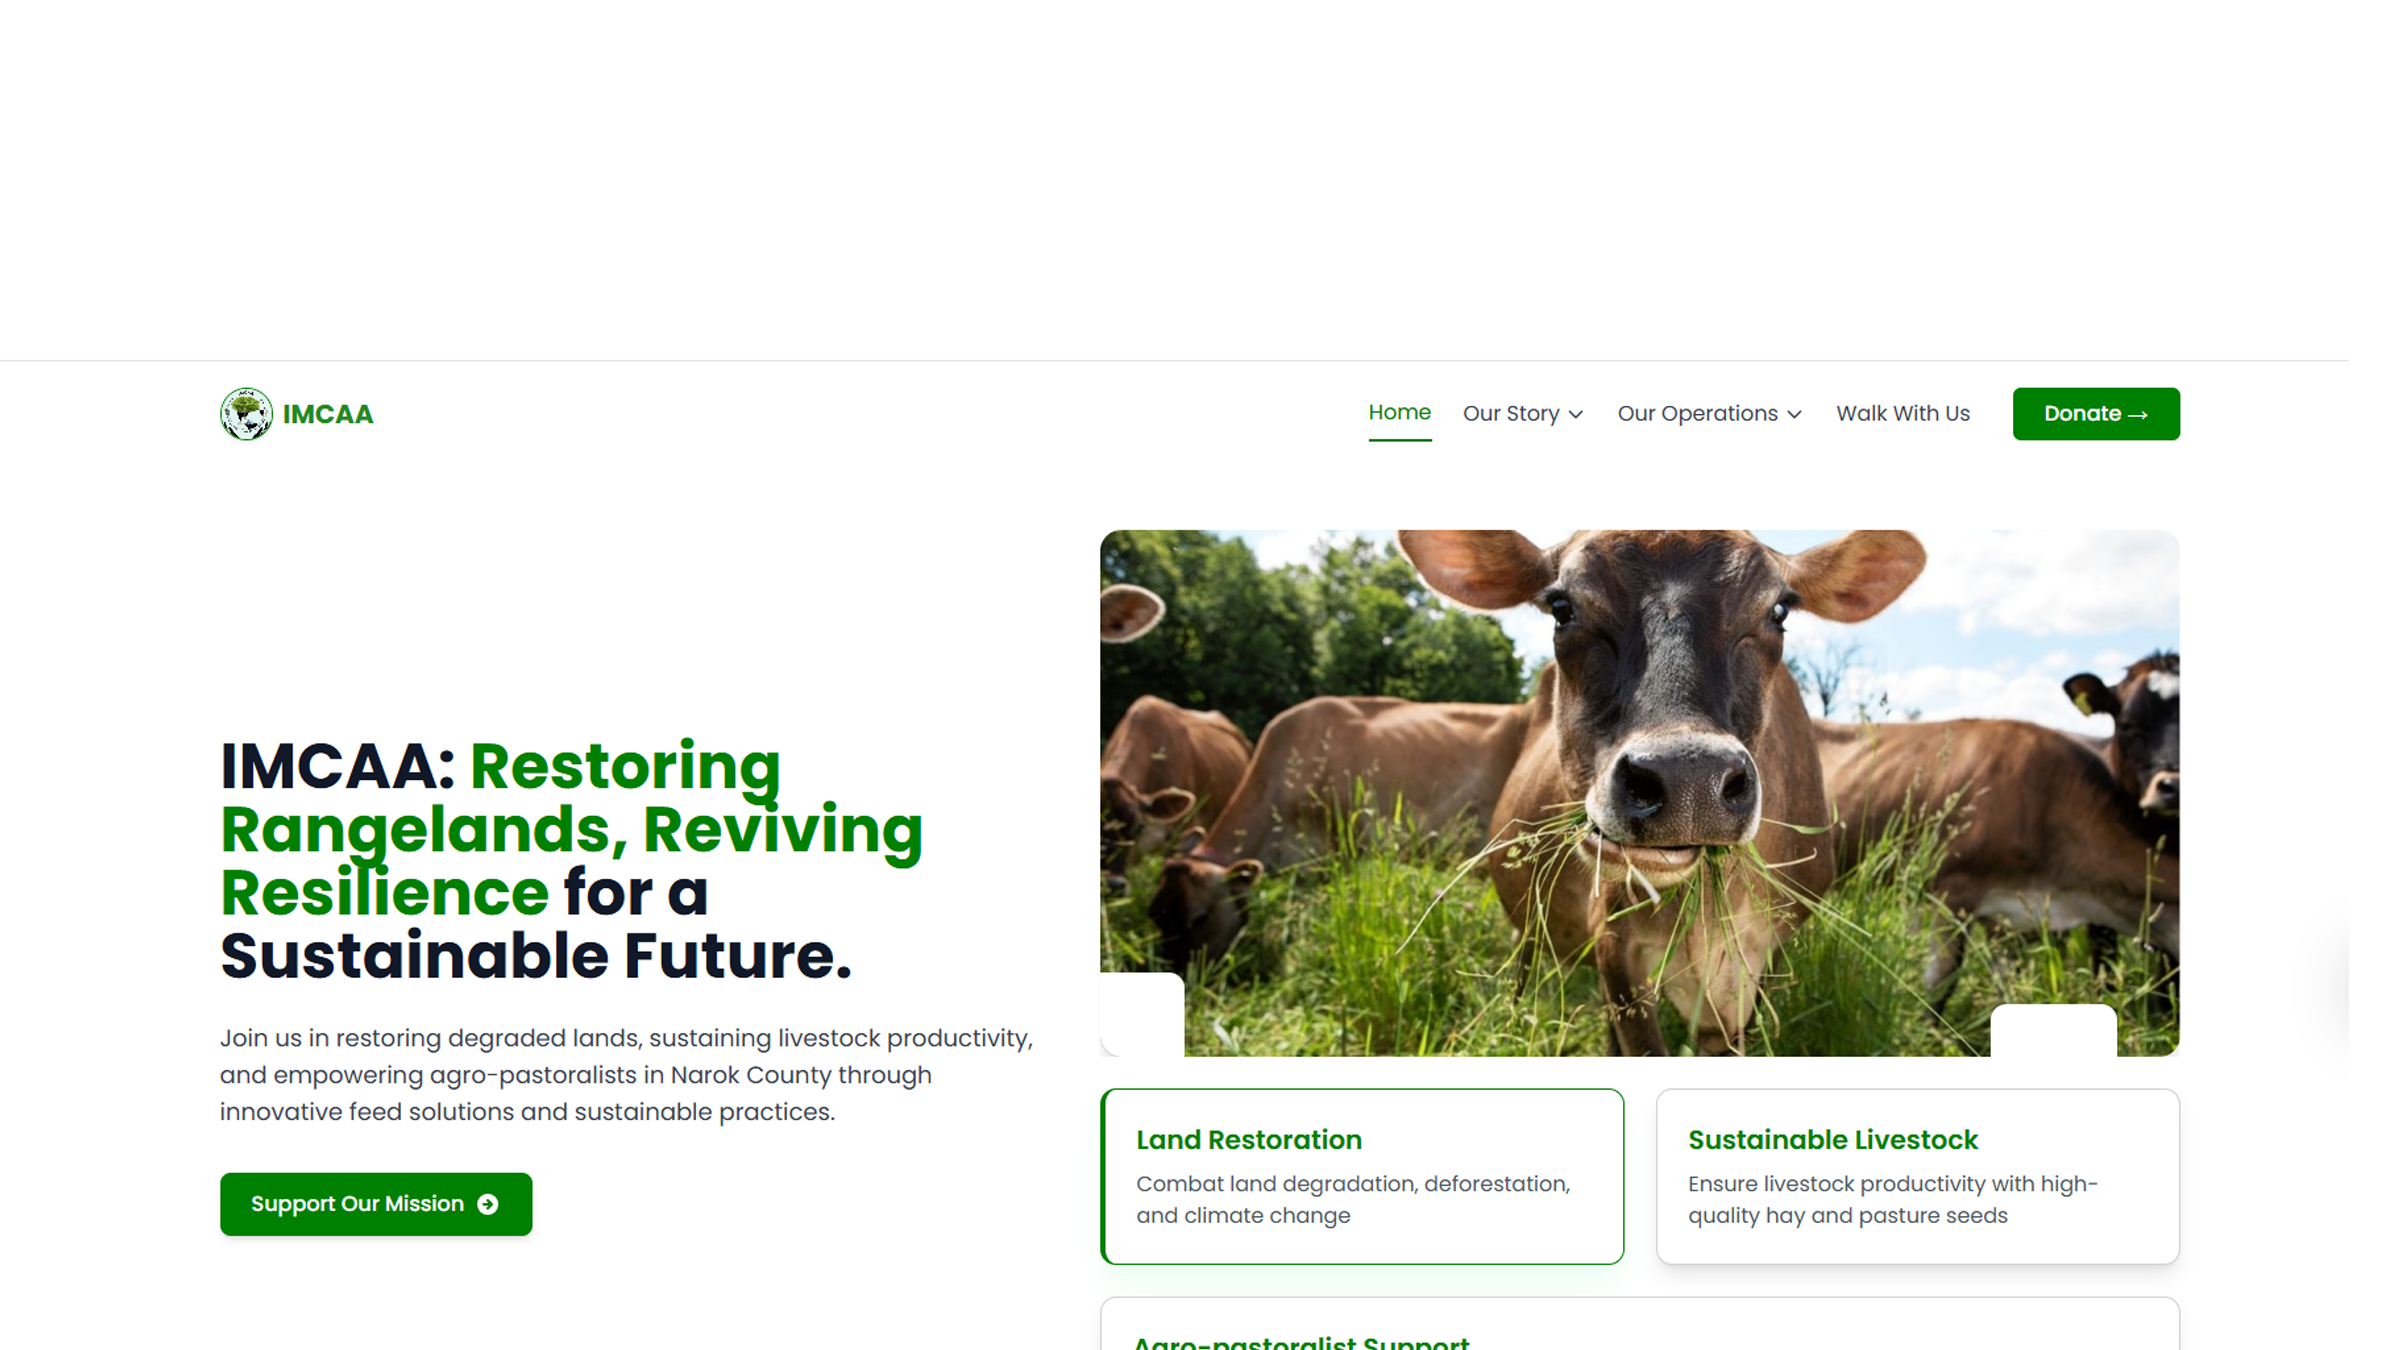 IMCAA
Home
Our Story
Our Operations
Walk With Us
Donate →
IMCAA: Restoring
Rangelands, Reviving
Resilience for a
Sustainable Future.
Join us in restoring degraded lands, sustaining livestock productivity,
and empowering agro-pastoralists in Narok County through
innovative feed solutions and sustainable practices.
Support Our Mission
Land Restoration
Combat land degradation, deforestation,
and climate change
Sustainable Livestock
Ensure livestock productivity with high-
quality hay and pasture seeds
Agro-pastoralist Support